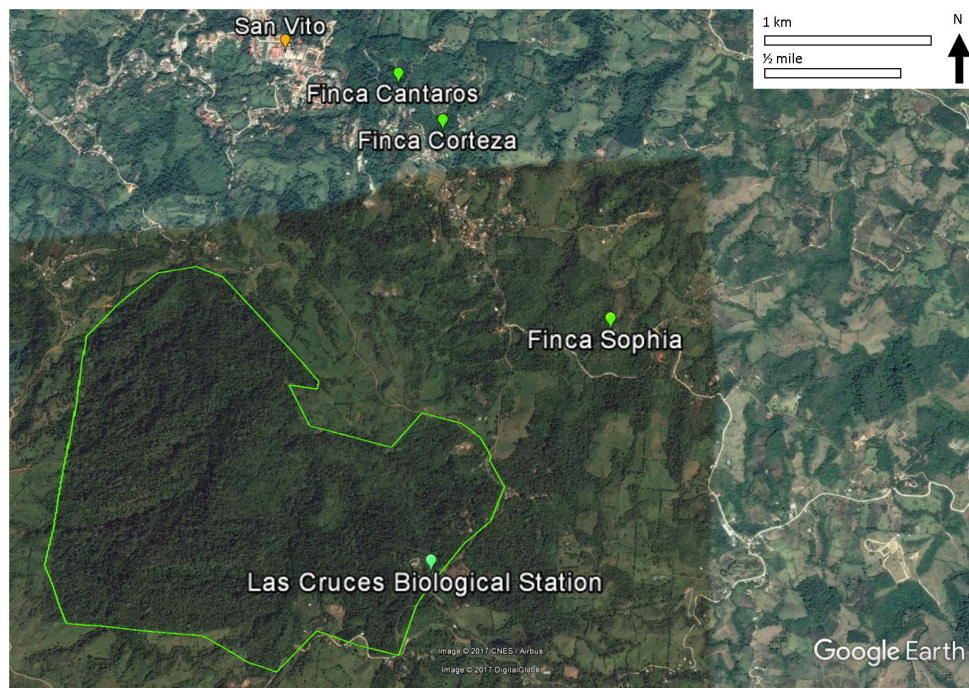 San Vito
1 km
N
½ mile
Finca Cantaros
Finca Corteza
Finca Sophia
Las Cruces Biological Station
Image © 2017 CNES / Airbus
Image © 2017 DigitalGlobe
Google Earth